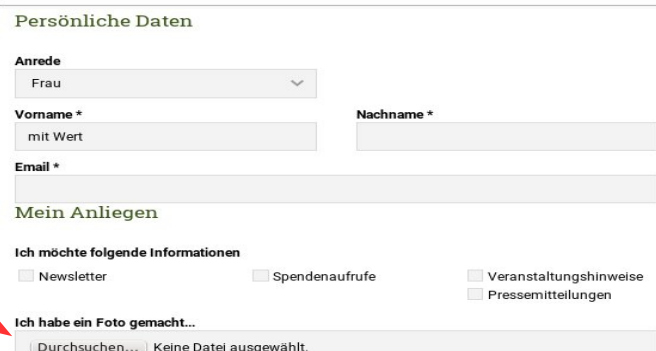 Persönliche Daten
Anrede
Frau
Vorname * Nachname *
mit Wert
Email *
Mein Anliegen
Ich möchte folgende Informationen
Newsletter Spendenaufrufe Veranstaltungshinweise
Pressemitteilungen
Ich habe ein Foto gemacht...
Durchsuchen... Keine Datei ausgewählt.